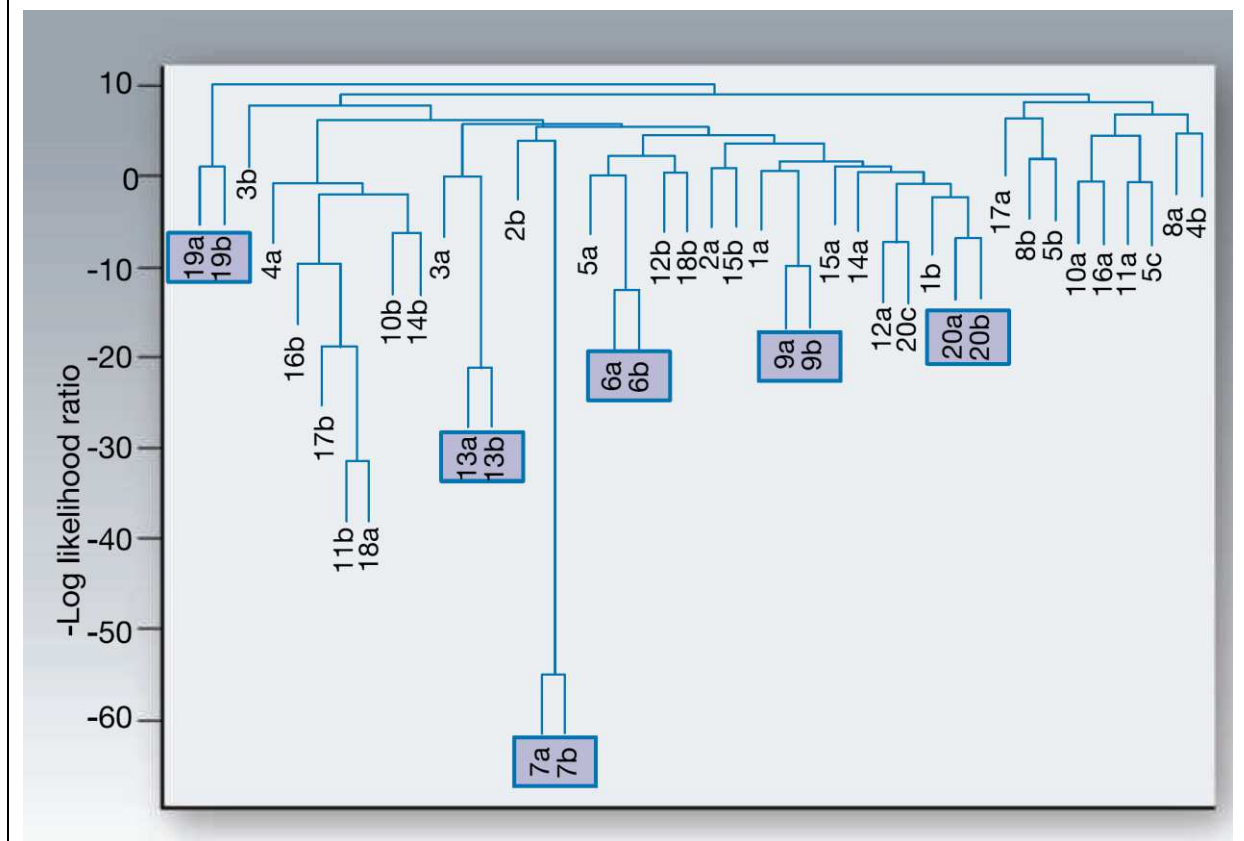 -Log likelihood ratio
10
0
-10
-20
-30
-40
-50
-60
19a
19b
3b
4a
16b
17b
11b
18a
10b
14b
3a
13a
13b
2b
7a
7b
5a
6a
6b
12b
18b
2a
15b
1a
9a
9b
15a
14a
12a
20c
1b
20a
20b
17a
8b
5b
10a
16a
11a
5c
8a
4b